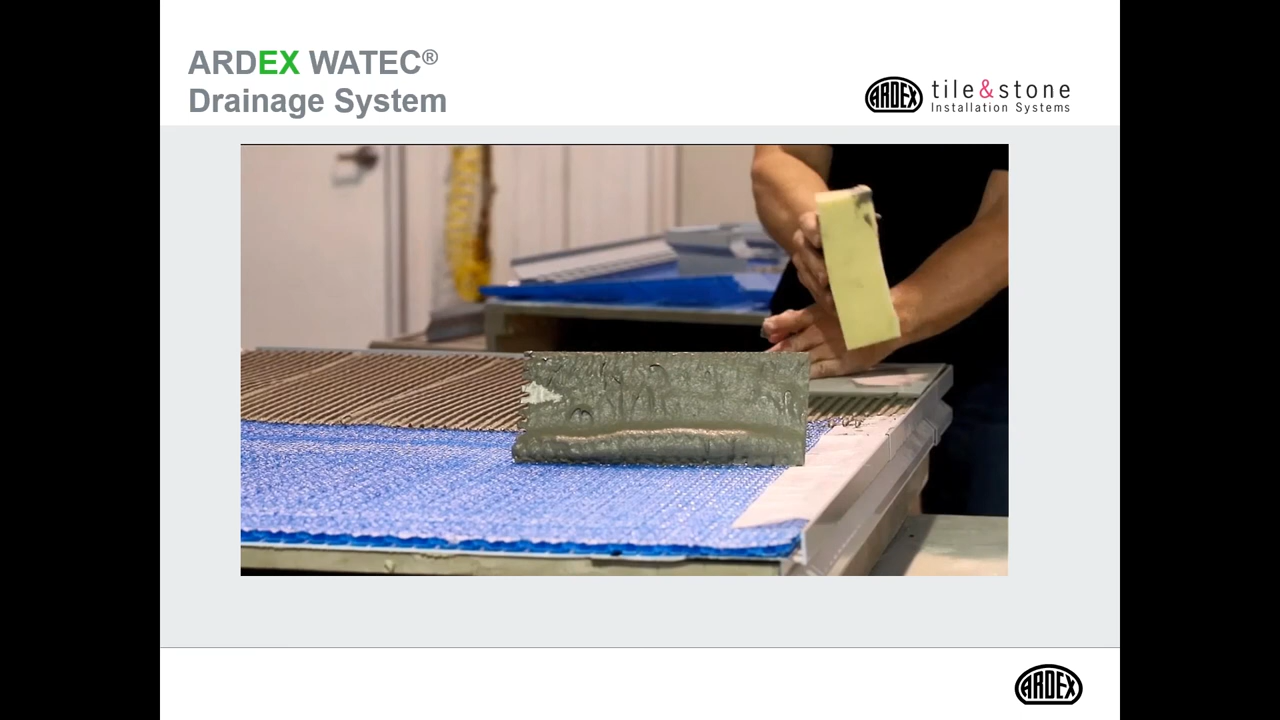 ARDEX WATEC®
Drainage System
ARDEX
tile&stone
Installation Systems
ARDEX